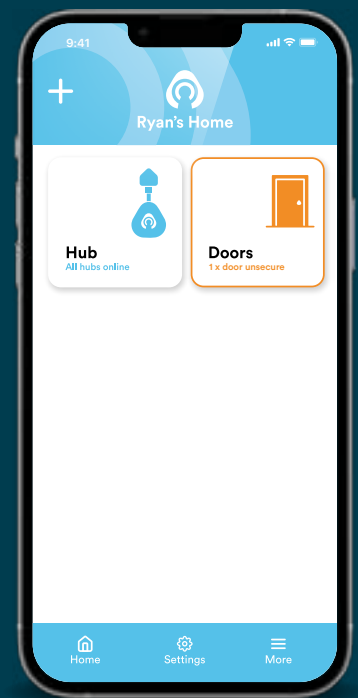 9:41
Ryan's Home
Hub
All hubs online
Doors
1 x door unsecure
Home
Settings
More